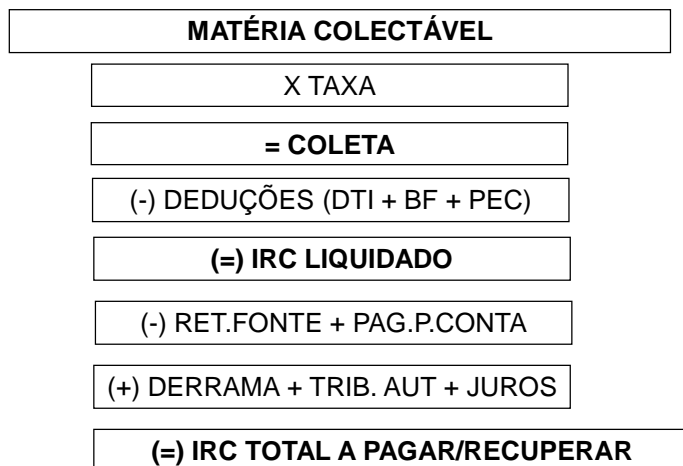 MATÉRIA COLECTÁVEL
X TAXA
= COLETA
(-) DEDUÇÕES (DTI + BF + PEC)
(=) IRC LIQUIDADO
(-) RET.FONTE + PAG.P.CONTA
(+) DERRAMA + TRIB. AUT + JUROS
(=) IRC TOTAL A PAGAR/RECUPERAR